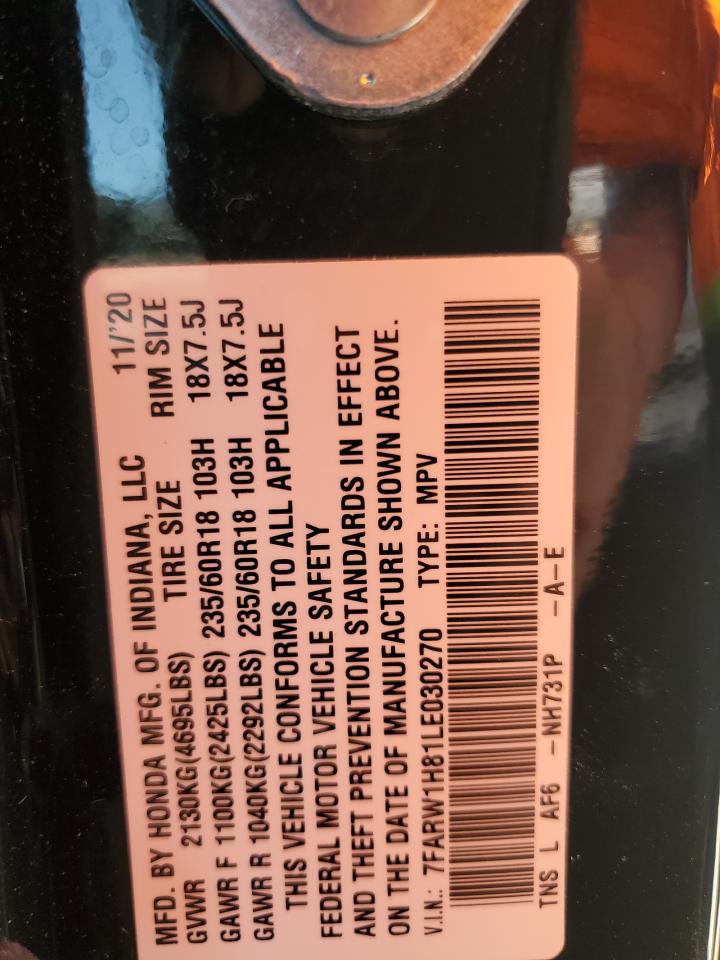 MFD. BY HONDA MFG. OF INDIANA, LLC 11/'20
GVWR 2130KG(4695LBS) TIRE SIZE RIM SIZE
GAWR F 1100KG(2425LBS) 235/60R18 103H 18X7.5J
GAWR R 1040KG(2292LBS) 235/60R18 103H 18X7.5J
THIS VEHICLE CONFORMS TO ALL APPLICABLE
FEDERAL MOTOR VEHICLE SAFETY
AND THEFT PREVENTION STANDARDS IN EFFECT
ON THE DATE OF MANUFACTURE SHOWN ABOVE.
V.I.N.: 7FARW1H81LE030270 TYPE: MPV
TNS L AF6 -NH731P -A-E